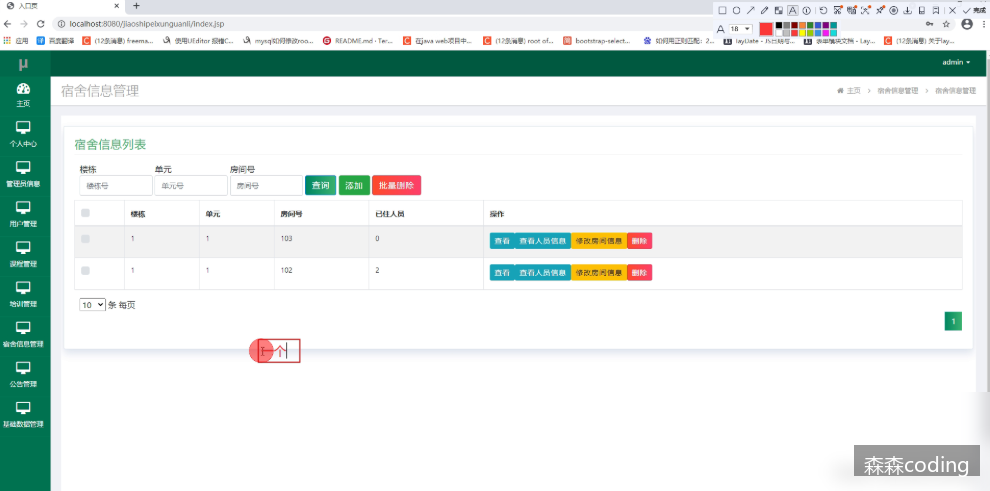 入口页
完成
localhost:8080/jiaoshipeixunguanli/index.jsp
A 18
应用 百度翻译 (12条消息) freema... 使用UEditor 报错C... mysql如何修改roo... README.md · Ter... 在java web项目中... (12条消息) root of... bootstrap-select... 如何用正则匹配：2... layDate - JS日期与... 表单模块文档 - Lay... (12条消息) 关于lay...
μ
admin
宿舍信息管理
主页 > 宿舍信息管理 > 宿舍信息管理
主页
个人中心
管理员信息
用户管理
课程管理
培训管理
宿舍信息管理
公告管理
基础数据管理
宿舍信息列表
楼栋 单元 房间号
楼栋号 单元号 房间号 查询 添加 批量删除
楼栋 单元 房间号 已住人员 操作
1 1 103 0 查看 查看人员信息 修改房间信息 删除
1 1 102 2 查看 查看人员信息 修改房间信息 删除
10 条 每页
1
一个
森森coding